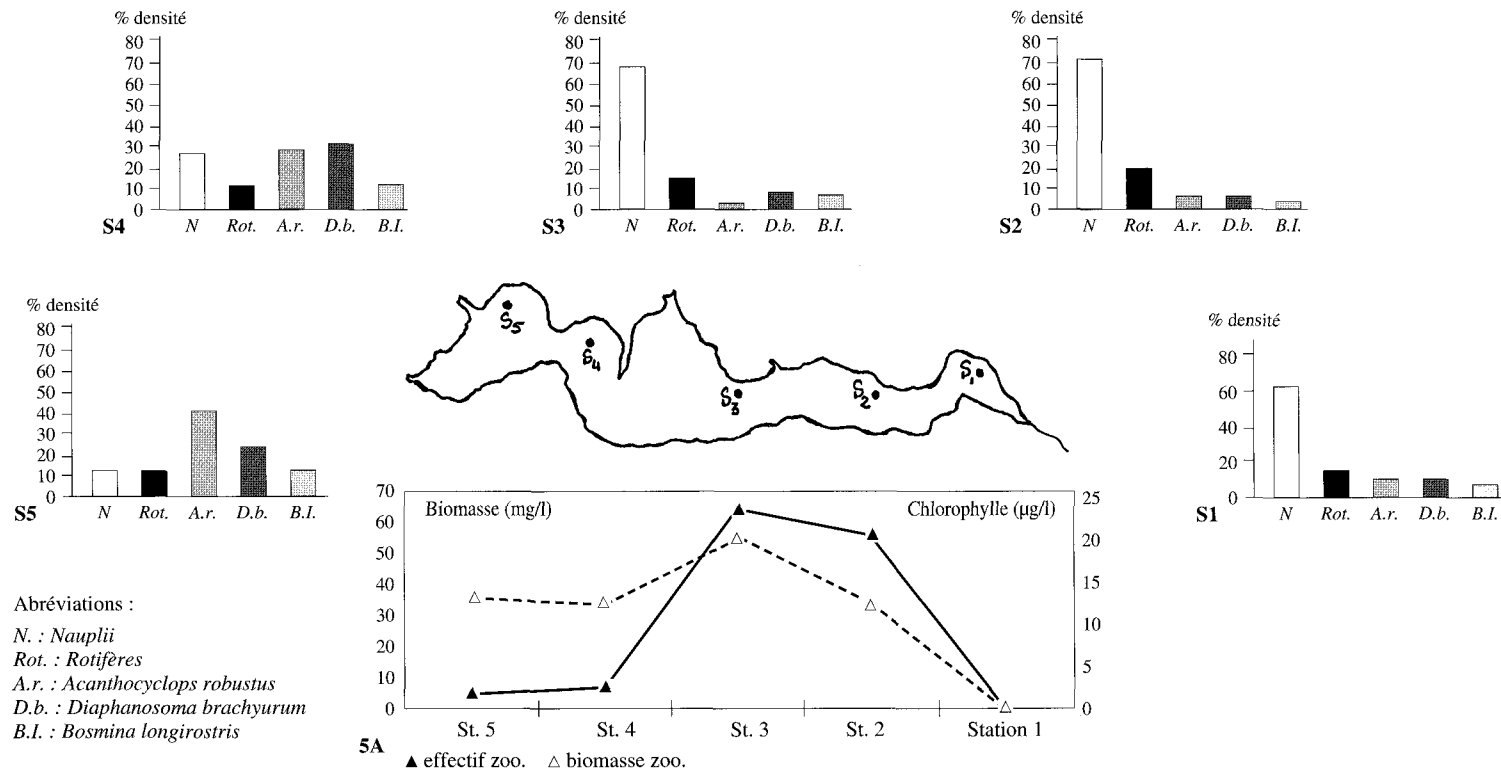 % densité
80
70
60
50
40
30
20
10
0
S4 N Rot. A.r. D.b. B.I.
% densité
80
70
60
50
40
30
20
10
0
S3 N Rot. A.r. D.b. B.I.
% densité
80
70
60
50
40
30
20
10
0
S2 N Rot. A.r. D.b. B.I.
% densité
80
70
60
50
40
30
20
10
0
S5 N Rot. A.r. D.b. B.I.
S5
S4
S3
S2
S1
% densité
80
60
40
20
0
S1 N Rot. A.r. D.b. B.I.
Biomasse (mg/l) Chlorophylle (µg/l)
70
60
50
40
30
20
10
0
25
20
15
10
5
0
St. 5 St. 4 St. 3 St. 2 Station 1
5A
▲ effectif zoo. △ biomasse zoo.
Abréviations :
N. : Nauplii
Rot. : Rotifères
A.r. : Acanthocyclops robustus
D.b. : Diaphanosoma brachyurum
B.I. : Bosmina longirostris